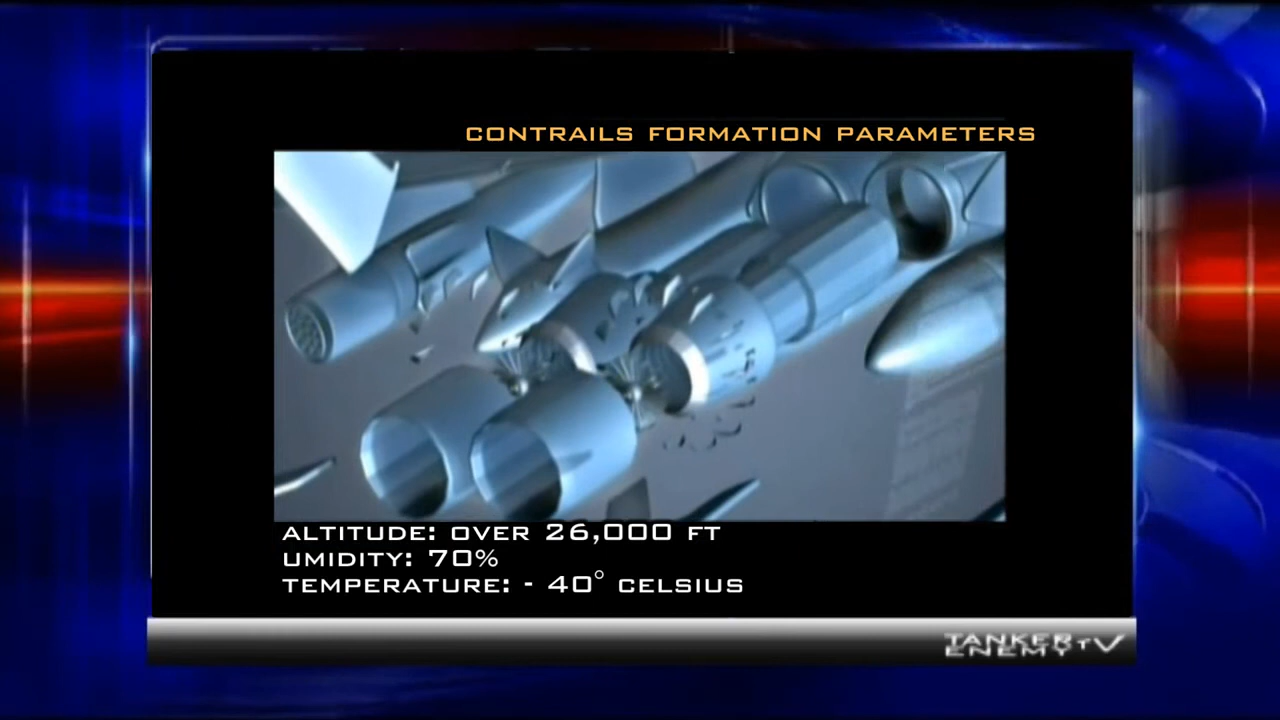 CONTRAILS FORMATION PARAMETERS
ALTITUDE: OVER 26,000 FT
UMIDITY: 70%
TEMPERATURE: - 40° CELSIUS
TANKER TV
ENEMY